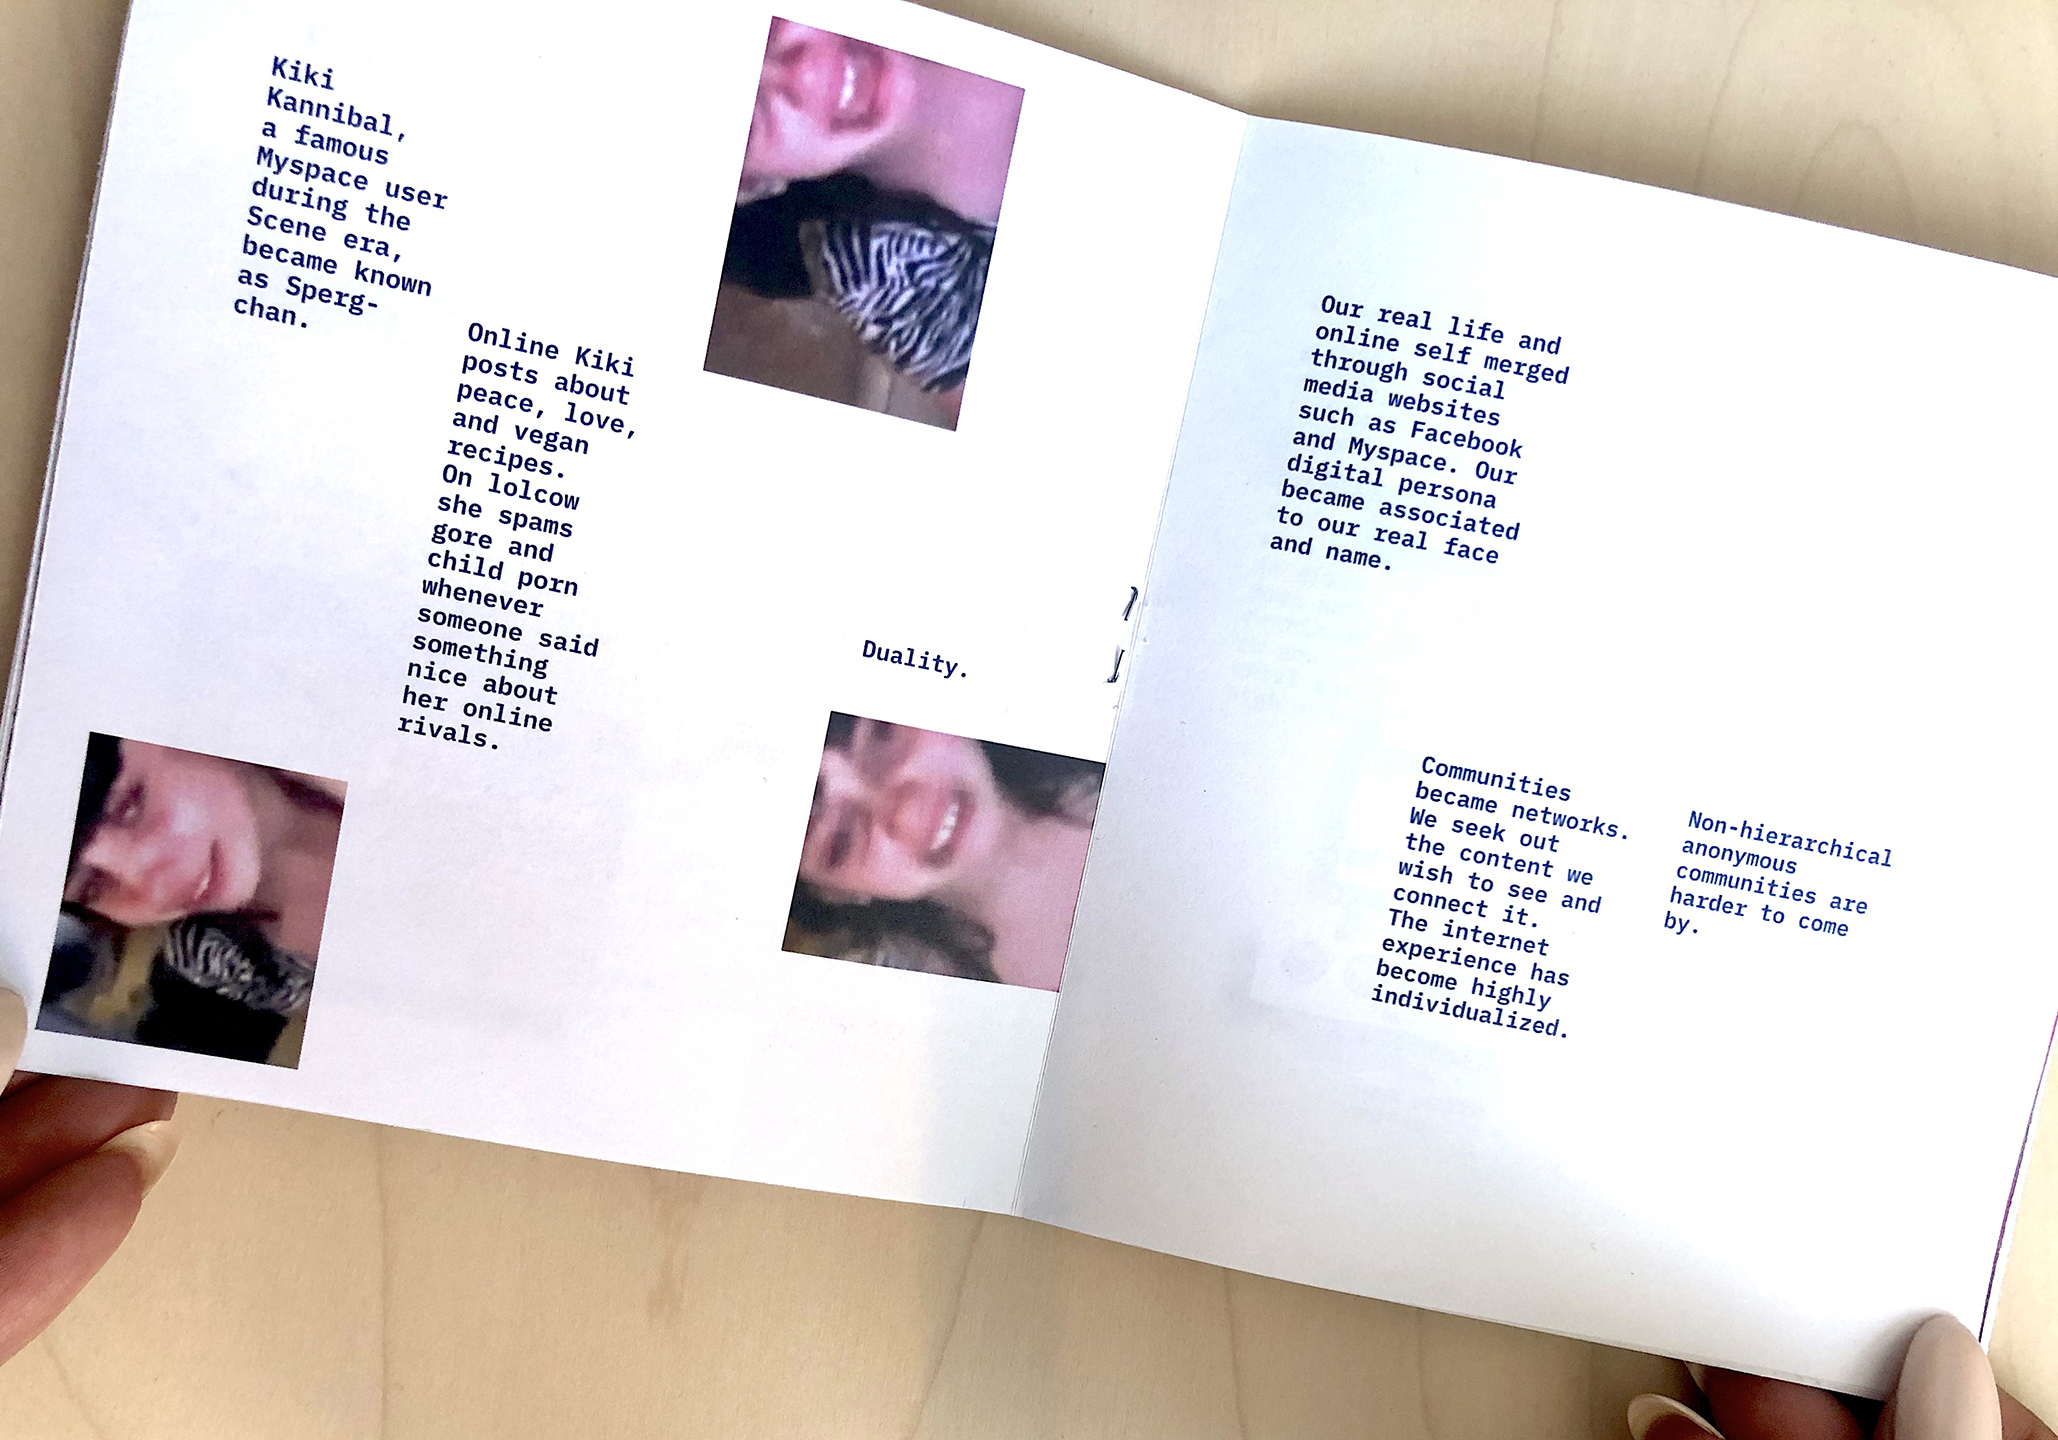 Kiki
Kannibal,
a famous
Myspace user
during the
Scene era,
became known
as Sperg-
chan.
Online Kiki
posts about
peace, love,
and vegan
recipes.
On lolcow
she spams
gore and
child porn
whenever
someone said
something
nice about
her online
rivals.
Duality.
Our real life and
online self merged
through social
media websites
such as Facebook
and Myspace. Our
digital persona
became associated
to our real face
and name.
Communities
became networks.
We seek out
the content we
wish to see and
connect it.
The internet
experience has
become highly
individualized.
Non-hierarchical
anonymous
communities are
harder to come
by.